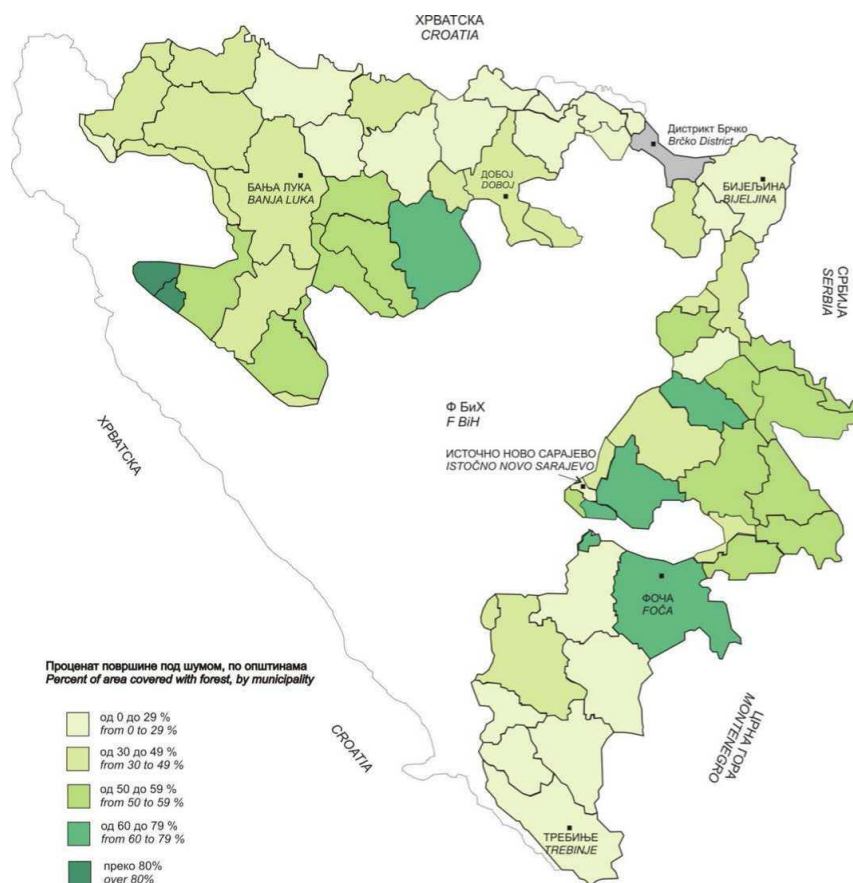 ХРВАТСКА
CROATIA
Дистрикт Брчко
Brčko District
БАЊА ЛУКА
BANJA LUKA
ДОБОЈ
DOBOJ
БИЈЕЉИНА
BIJELJINA
СРБИЈА
SERBIA
Ф БиХ
F BiH
ХРВАТСКА
ИСТОЧНО НОВО САРАЈЕВО
ISTOČNO NOVO SARAJEVO
ФОЧА
FOČA
Проценат површине под шумом, по општинама
Percent of area covered with forest, by municipality
од 0 до 29 %
from 0 to 29 %
од 30 до 49 %
from 30 to 49 %
од 50 до 59 %
from 50 to 59 %
од 60 до 79 %
from 60 to 79 %
преко 80%
over 80%
CROATIA
ЦРНА ГОРА
MONTENEGRO
ТРЕБИЊЕ
TREBINJE